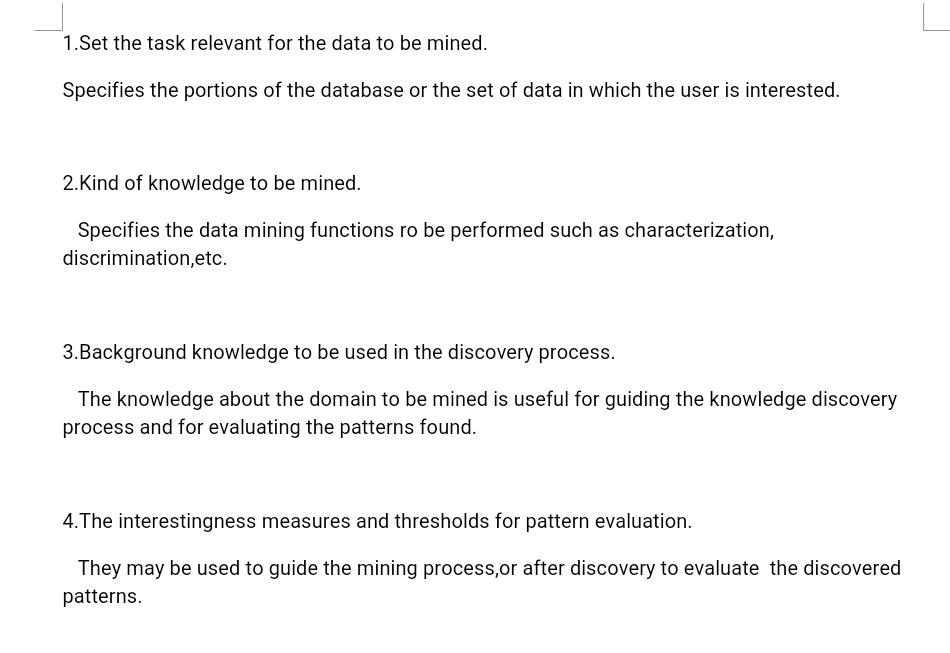 1.Set the task relevant for the data to be mined.
Specifies the portions of the database or the set of data in which the user is interested.
2.Kind of knowledge to be mined.
Specifies the data mining functions ro be performed such as characterization,
discrimination,etc.
3.Background knowledge to be used in the discovery process.
The knowledge about the domain to be mined is useful for guiding the knowledge discovery
process and for evaluating the patterns found.
4.The interestingness measures and thresholds for pattern evaluation.
They may be used to guide the mining process,or after discovery to evaluate  the discovered
patterns.